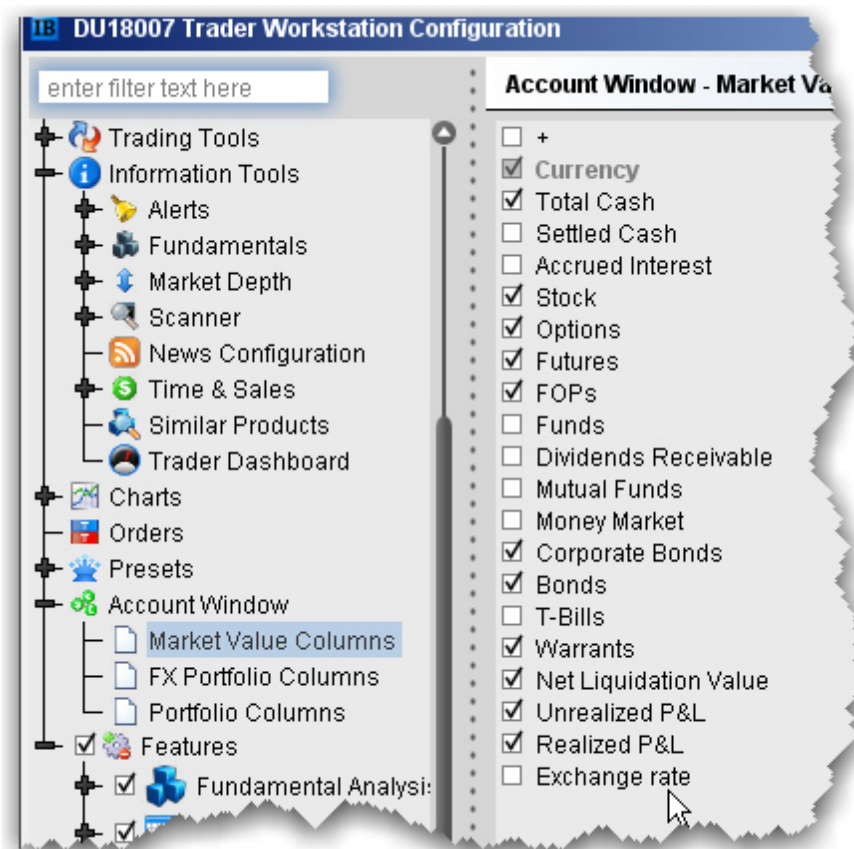 IB DU18007 Trader Workstation Configuration
enter filter text here
Trading Tools
Information Tools
Alerts
Fundamentals
Market Depth
Scanner
News Configuration
Time & Sales
Similar Products
Trader Dashboard
Charts
Orders
Presets
Account Window
Market Value Columns
FX Portfolio Columns
Portfolio Columns
Features
Fundamental Analysi
Account Window - Market Va
+
Currency
Total Cash
Settled Cash
Accrued Interest
Stock
Options
Futures
FOPs
Funds
Dividends Receivable
Mutual Funds
Money Market
Corporate Bonds
Bonds
T-Bills
Warrants
Net Liquidation Value
Unrealized P&L
Realized P&L
Exchange rate